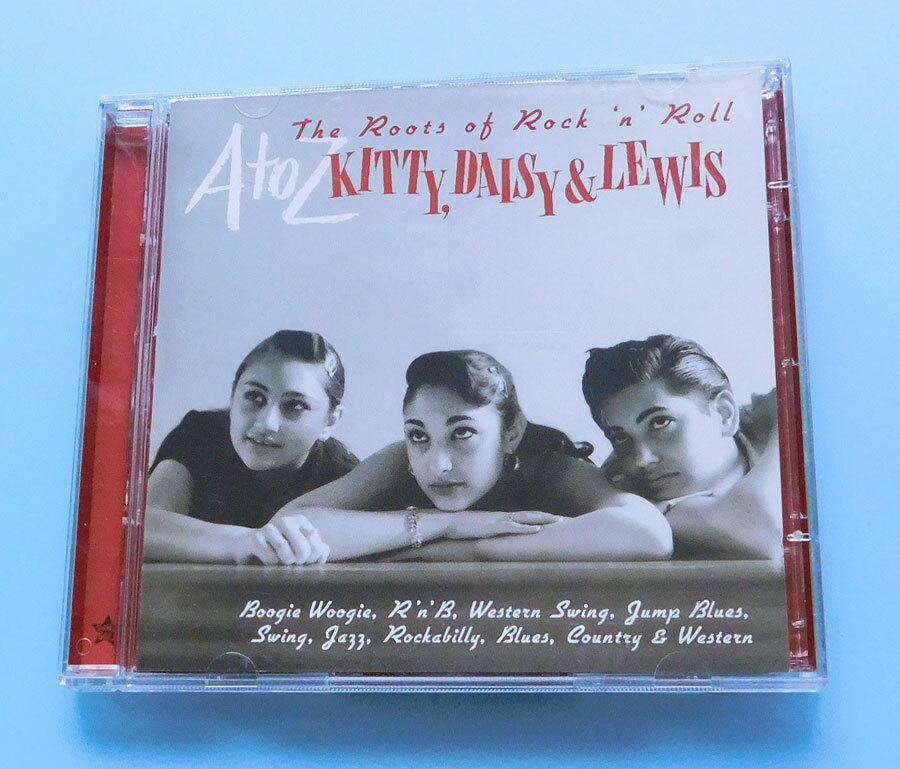 The Roots of Rock 'n' Roll
A to Z KITTY, DAISY & LEWIS
Boogie Woogie, R'n'B, Western Swing, Jump Blues,
Swing, Jazz, Rockabilly, Blues, Country & Western